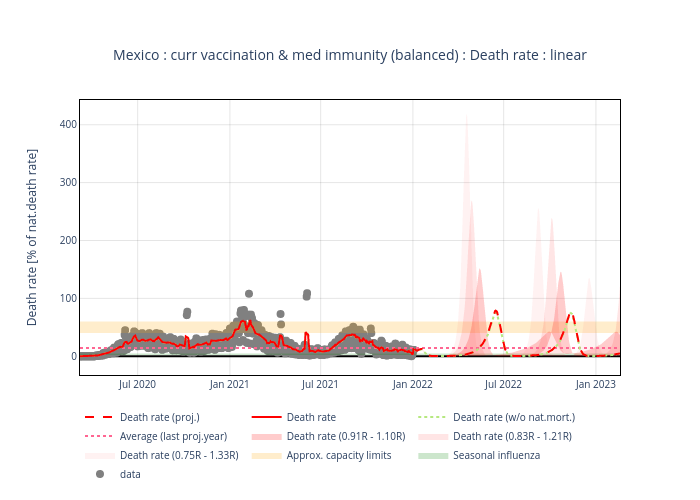 Mexico : curr vaccination & med immunity (balanced) : Death rate : linear
Death rate [% of nat.death rate]
400
300
200
100
0
Jul 2020 Jan 2021 Jul 2021 Jan 2022 Jul 2022 Jan 2023
Death rate (proj.) Death rate Death rate (w/o nat.mort.)
Average (last proj.year) Death rate (0.91R - 1.10R) Death rate (0.83R - 1.21R)
Death rate (0.75R - 1.33R) Approx. capacity limits Seasonal influenza
data